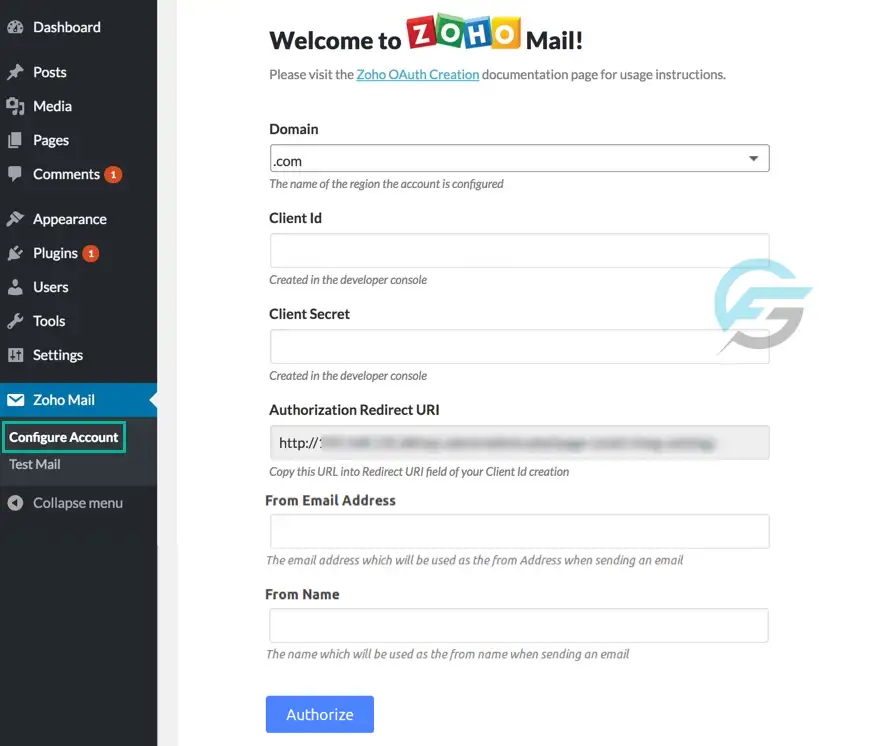 Dashboard
Posts
Media
Pages
Comments 1
Appearance
Plugins 1
Users
Tools
Settings
Zoho Mail
Configure Account
Test Mail
Collapse menu
Welcome to ZOHO Mail!
Please visit the Zoho OAuth Creation documentation page for usage instructions.
Domain
.com
The name of the region the account is configured
Client Id
Created in the developer console
Client Secret
Created in the developer console
Authorization Redirect URI
http://
Copy this URL into Redirect URI field of your Client Id creation
From Email Address
The email address which will be used as the from Address when sending an email
From Name
The name which will be used as the from name when sending an email
Authorize